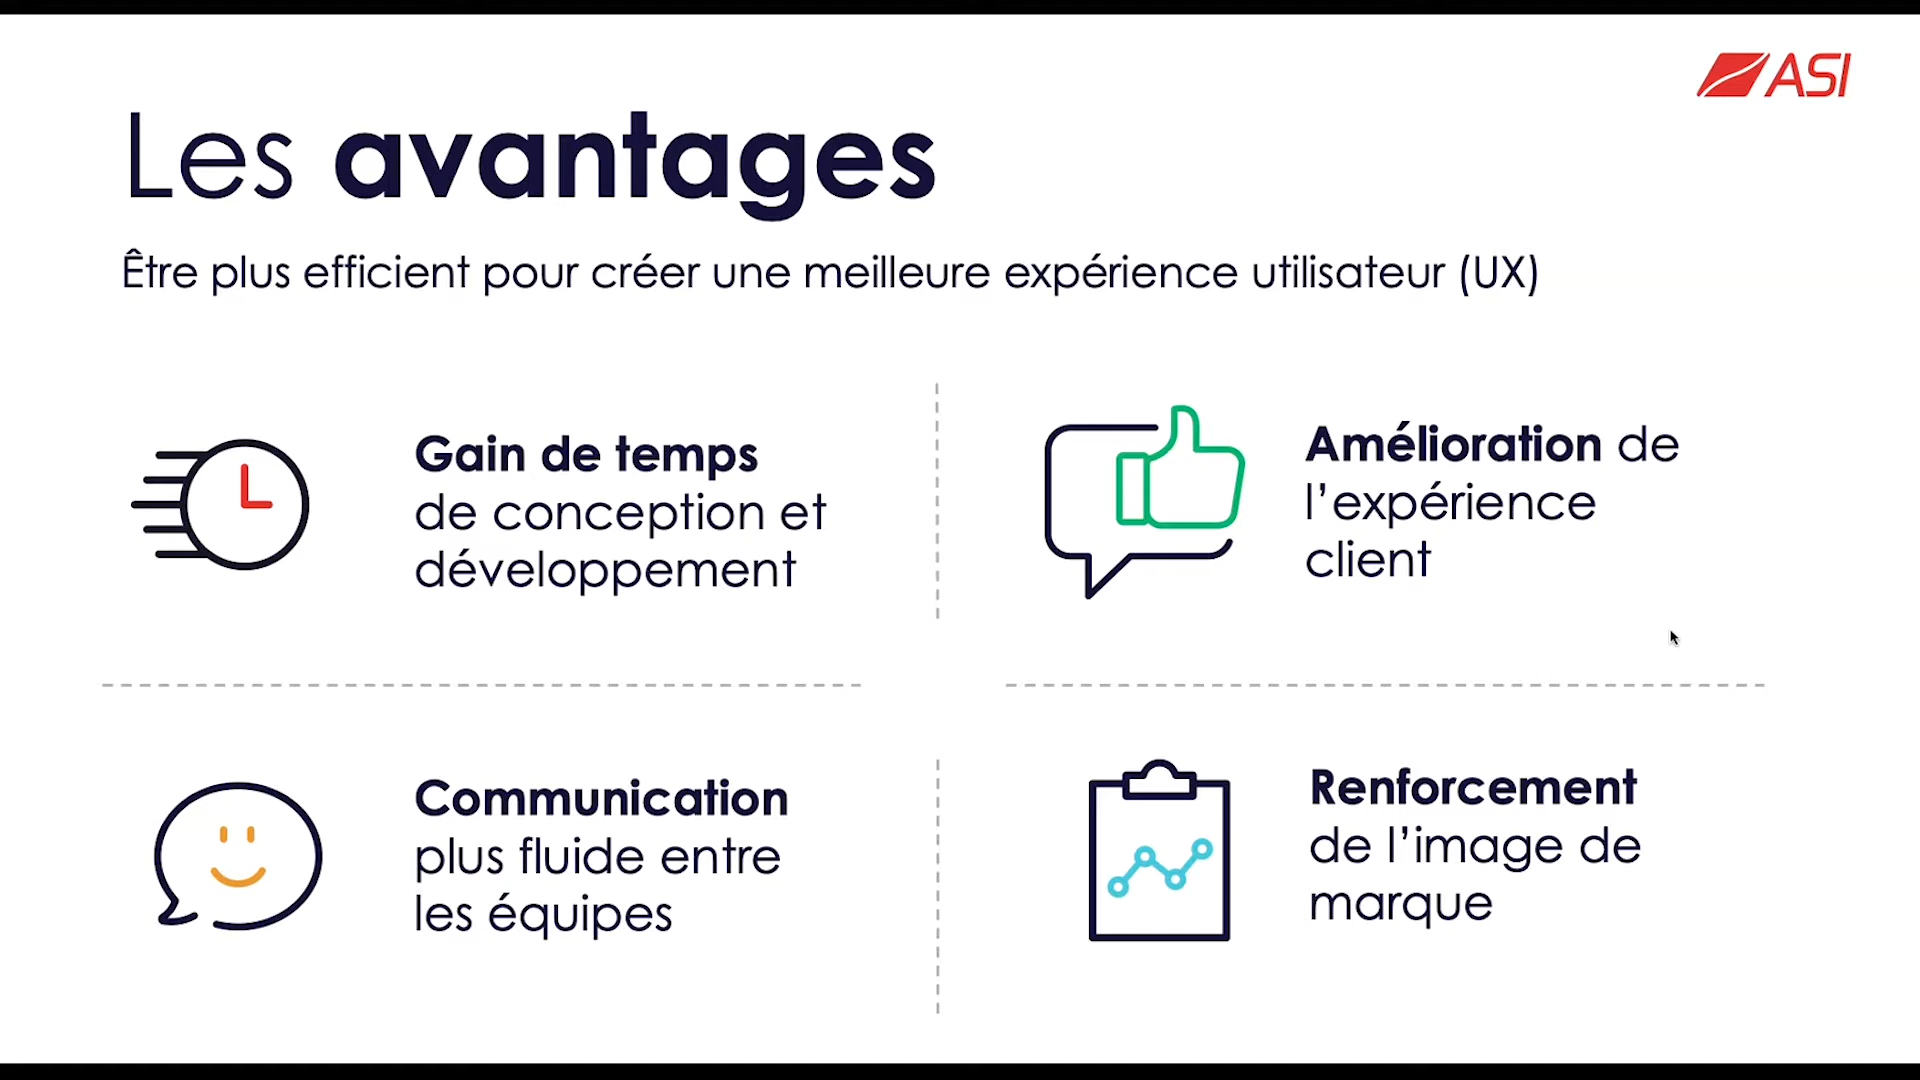 ASI
Les avantages
Être plus efficient pour créer une meilleure expérience utilisateur (UX)
Gain de temps
de conception et
développement
Amélioration de
l’expérience
client
Communication
plus fluide entre
les équipes
Renforcement
de l’image de
marque